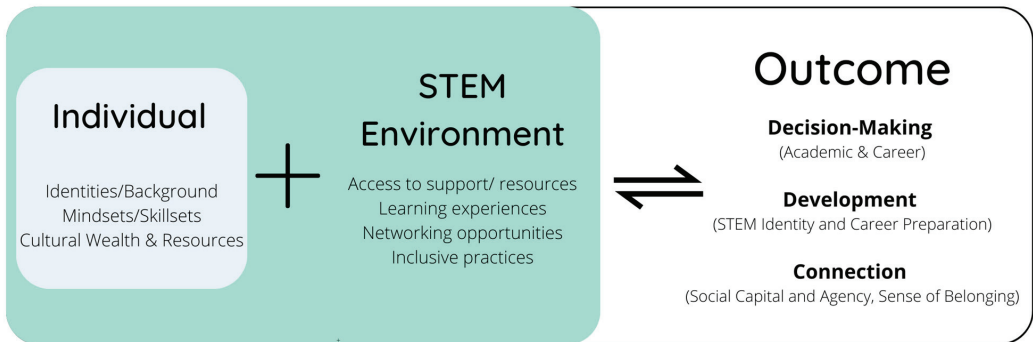 Individual
Identities/Background
Mindsets/Skillsets
Cultural Wealth & Resources
STEM
Environment
Access to support/ resources
Learning experiences
Networking opportunities
Inclusive practices
Outcome
Decision-Making
(Academic & Career)
Development
(STEM Identity and Career Preparation)
Connection
(Social Capital and Agency, Sense of Belonging)